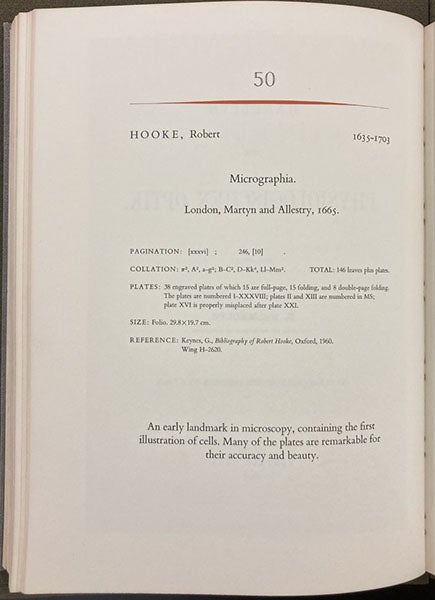 50
HOOKE, Robert 1635-1703
Micrographia.
London, Martyn and Allestry, 1665.
PAGINATION: [xxxvi] ; 246, [10] .
COLLATION: π², A², a–g²; B–C², D–Kk⁴, Ll–Mm². TOTAL: 146 leaves plus plates.
PLATES: 38 engraved plates of which 15 are full-page, 15 folding, and 8 double-page folding.
The plates are numbered I–XXXVIII; plates II and XIII are numbered in MS;
plate XVI is properly misplaced after plate XXI.
SIZE: Folio. 29.8 × 19.7 cm.
REFERENCE: Keynes, G., Bibliography of Robert Hooke, Oxford, 1960.
Wing H–2620.
An early landmark in microscopy, containing the first
illustration of cells. Many of the plates are remarkable for
their accuracy and beauty.